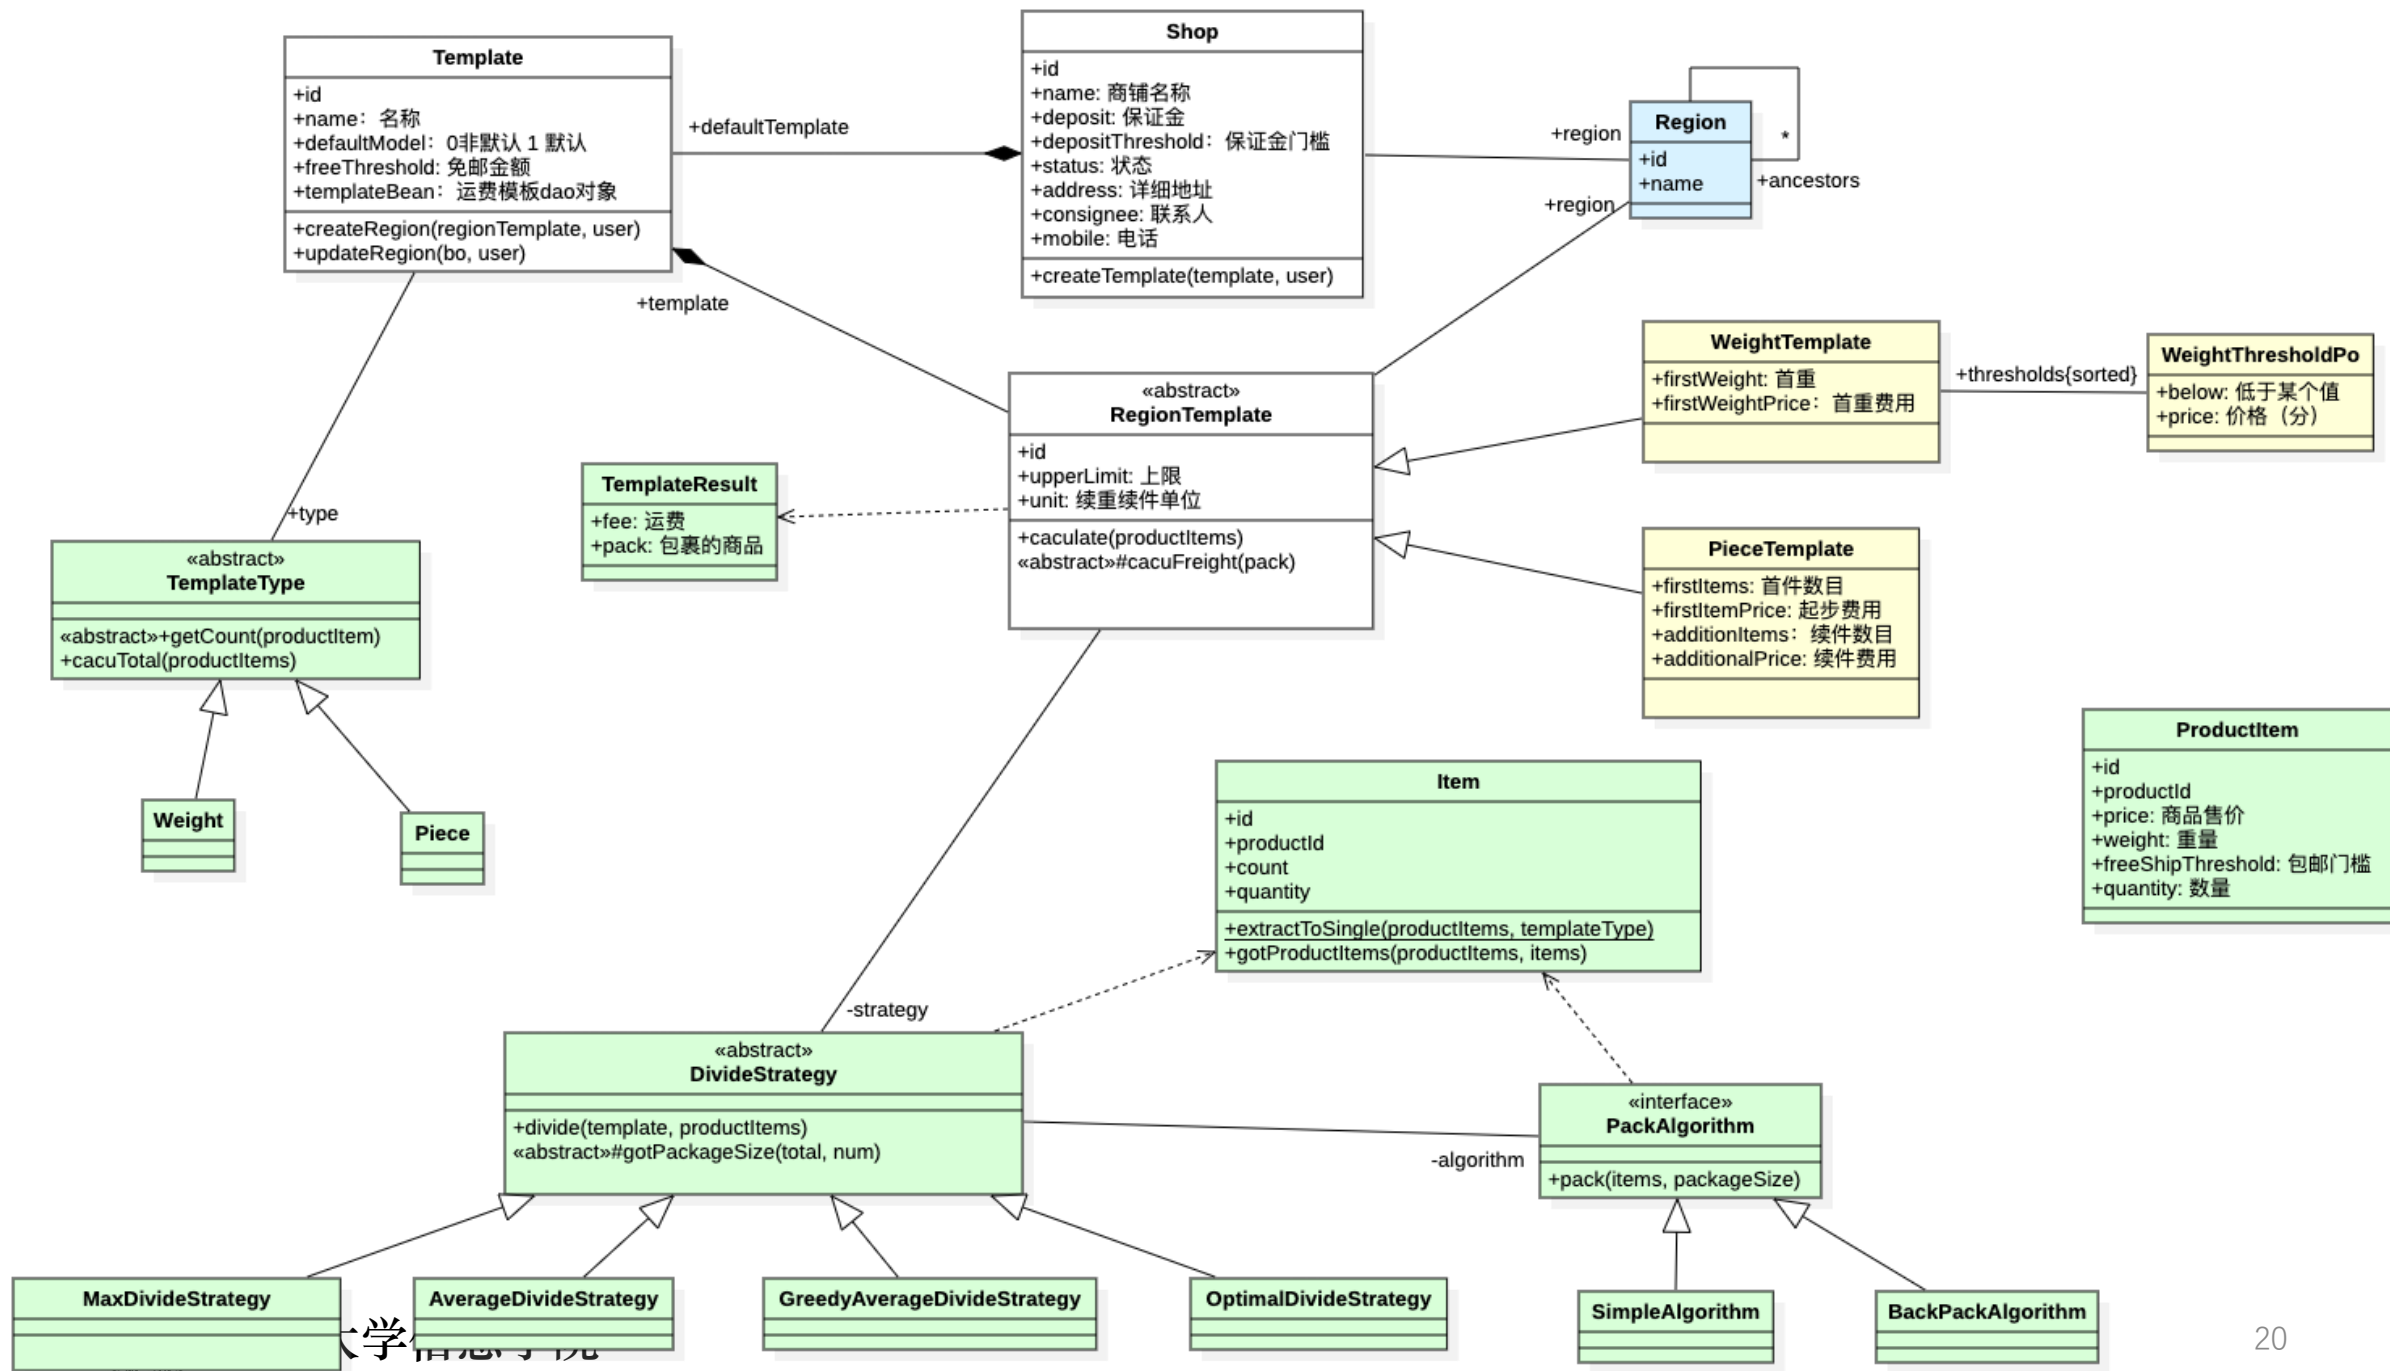 Template
+id
+name：名称
+defaultModel：0非默认 1 默认
+freeThreshold: 免邮金额
+templateBean：运费模板dao对象
+createRegion(regionTemplate, user)
+updateRegion(bo, user)
+defaultTemplate
Shop
+id
+name: 商铺名称
+deposit: 保证金
+depositThreshold：保证金门槛
+status: 状态
+address: 详细地址
+consignee: 联系人
+mobile: 电话
+createTemplate(template, user)
+region
Region
+id
+name
*
+ancestors
+region
+template
«abstract»
RegionTemplate
+id
+upperLimit: 上限
+unit: 续重续件单位
+caculate(productItems)
«abstract»#cacuFreight(pack)
WeightTemplate
+firstWeight: 首重
+firstWeightPrice：首重费用
+thresholds{sorted}
WeightThresholdPo
+below: 低于某个值
+price: 价格（分）
TemplateResult
+fee: 运费
+pack: 包裹的商品
+type
«abstract»
TemplateType
«abstract»+getCount(productItem)
+cacuTotal(productItems)
PieceTemplate
+firstItems: 首件数目
+firstItemPrice: 起步费用
+additionItems：续件数目
+additionalPrice: 续件费用
Weight
Piece
ProductItem
+id
+productId
+price: 商品售价
+weight: 重量
+freeShipThreshold: 包邮门槛
+quantity: 数量
Item
+id
+productId
+count
+quantity
+extractToSingle(productItems, templateType)
+gotProductItems(productItems, items)
-strategy
«abstract»
DivideStrategy
+divide(template, productItems)
«abstract»#gotPackageSize(total, num)
-algorithm
«interface»
PackAlgorithm
+pack(items, packageSize)
MaxDivideStrategy
AverageDivideStrategy
GreedyAverageDivideStrategy
OptimalDivideStrategy
SimpleAlgorithm
BackPackAlgorithm
大学信息学院
20